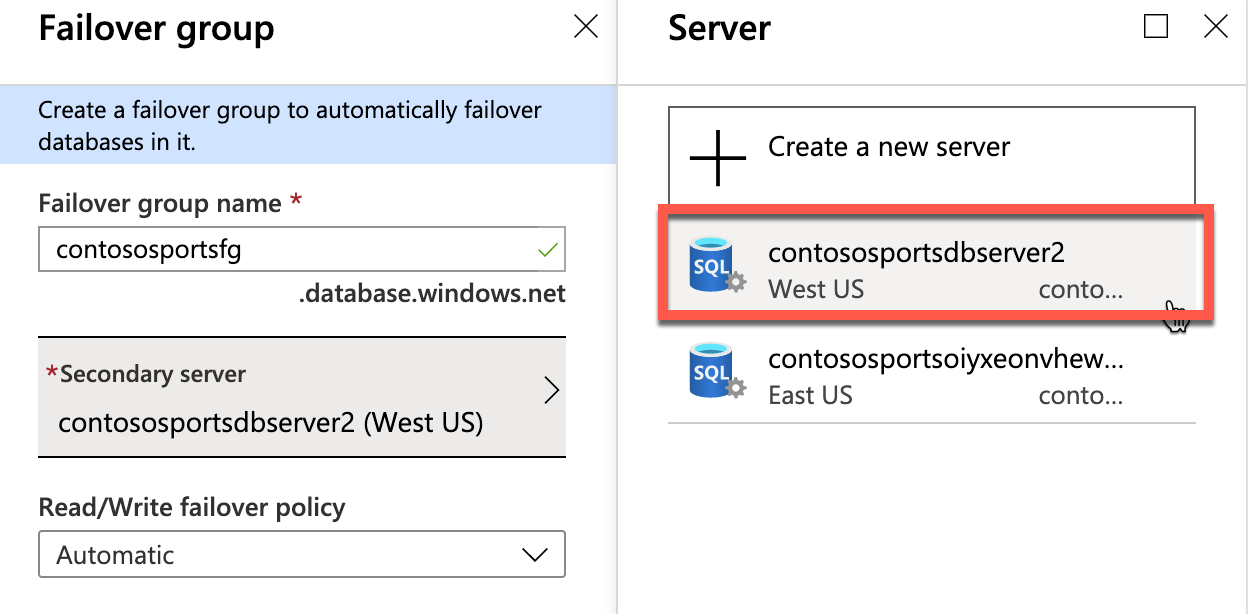 Failover group
Create a failover group to automatically failover
databases in it.
Failover group name *
contososportsfg
.database.windows.net
*Secondary server
contososportsdbserver2 (West US)
Read/Write failover policy
Automatic
Server
Create a new server
SQL
contososportsdbserver2
West US conto...
SQL
contososportsoiyxeonvhew...
East US conto...